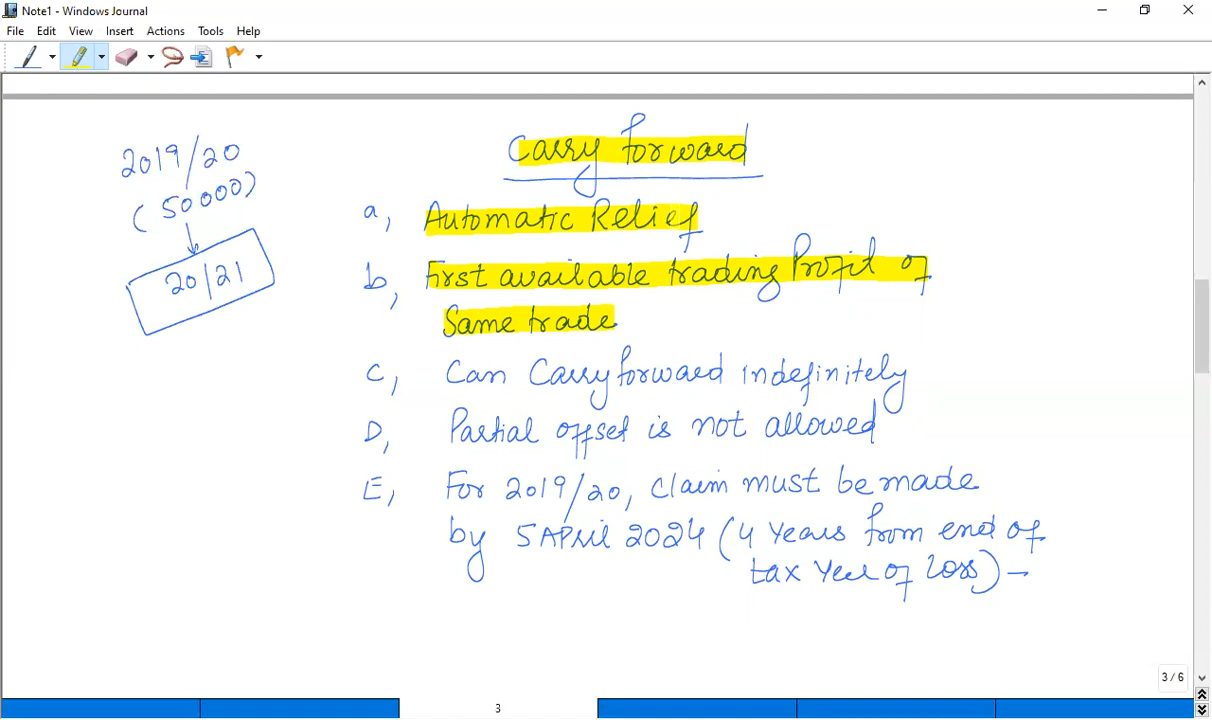 Note1 - Windows Journal
File Edit View Insert Actions Tools Help
2019/20
(50000)
20/21
Carry forward
a, Automatic Relief
b, First available trading Profit of
Same trade
C, Can Carryforward indefinitely
D, Partial offset is not allowed
E, For 2019/20, Claim must be made
by 5 April 2024 (4 Years from end of
tax Year of Loss) -
3 / 6
3